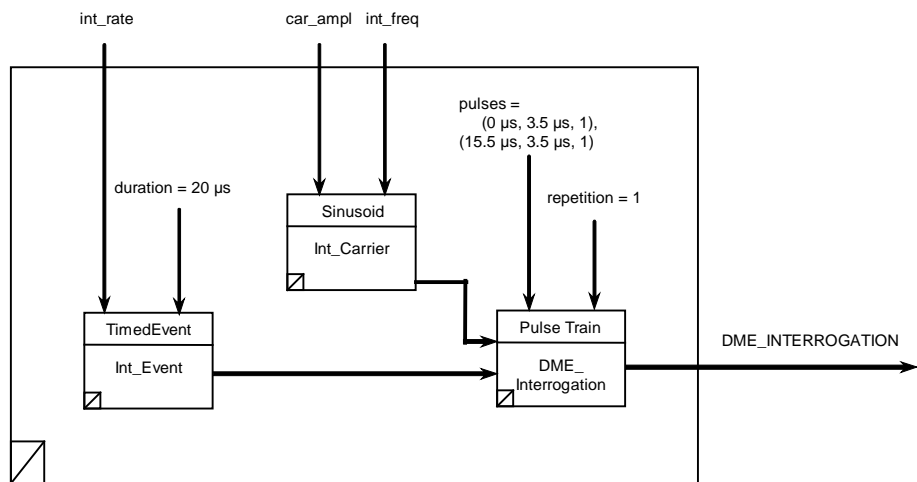 int_rate
car_ampl
int_freq
pulses =
(0 µs, 3.5 µs, 1),
(15.5 µs, 3.5 µs, 1)
duration = 20 µs
repetition = 1
Sinusoid
Int_Carrier
TimedEvent
Int_Event
Pulse Train
DME_
Interrogation
DME_INTERROGATION